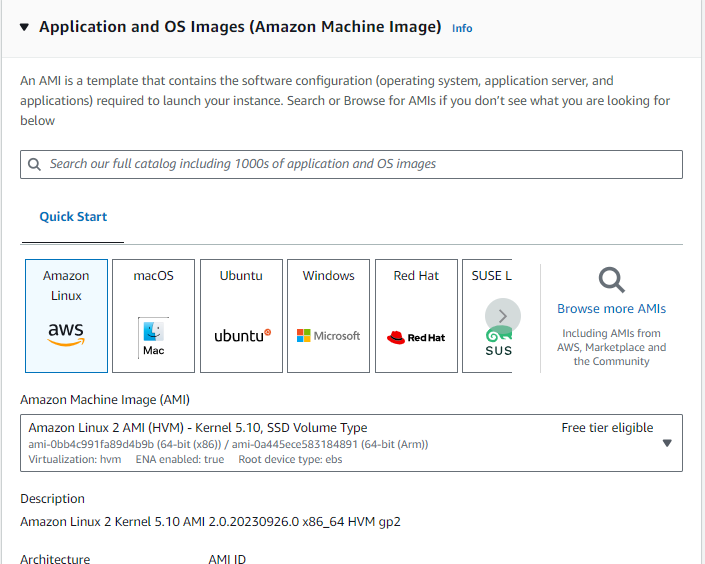 Application and OS Images (Amazon Machine Image) Info
An AMI is a template that contains the software configuration (operating system, application server, and
applications) required to launch your instance. Search or Browse for AMIs if you don't see what you are looking for
below
Search our full catalog including 1000s of application and OS images
Quick Start
Amazon
Linux
aws
macOS
Mac
Ubuntu
ubuntu
Windows
Microsoft
Red Hat
Red Hat
SUSE L
SUS
Browse more AMIs
Including AMIs from
AWS, Marketplace and
the Community
Amazon Machine Image (AMI)
Amazon Linux 2 AMI (HVM) - Kernel 5.10, SSD Volume Type
Free tier eligible
ami-0bb4c991fa89d4b9b (64-bit (x86)) / ami-0a445ece583184891 (64-bit (Arm))
Virtualization: hvm ENA enabled: true Root device type: ebs
Description
Amazon Linux 2 Kernel 5.10 AMI 2.0.20230926.0 x86_64 HVM gp2
Architecture AMI ID